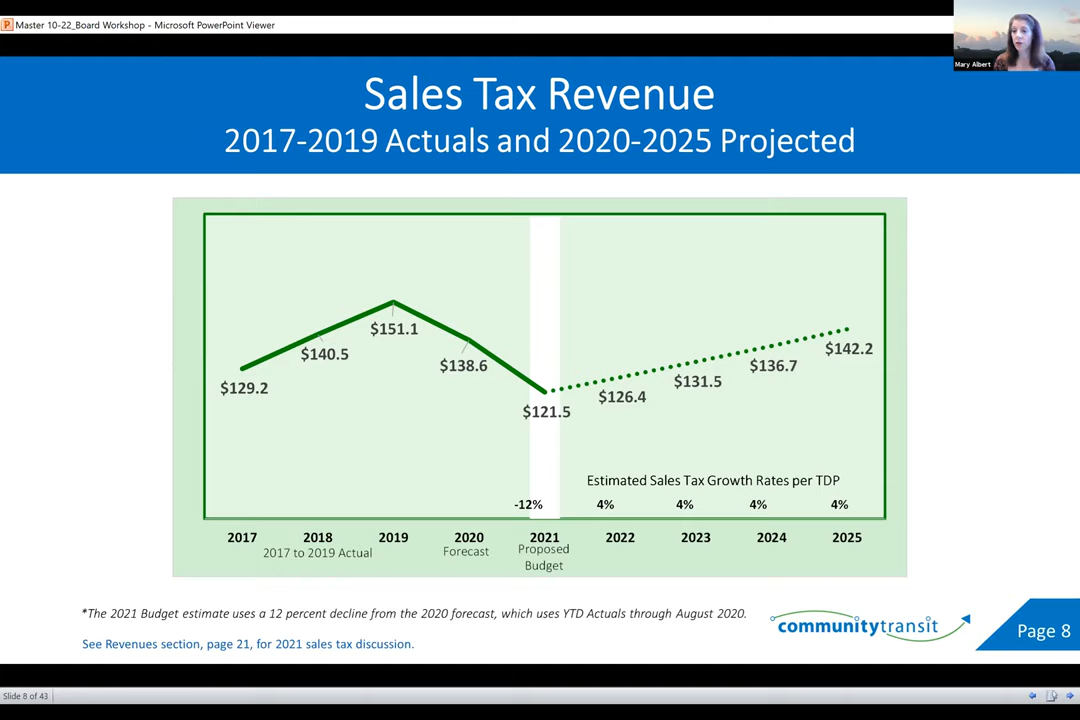 Master 10-22_Board Workshop - Microsoft PowerPoint Viewer
Mary Albert
Sales Tax Revenue
2017-2019 Actuals and 2020-2025 Projected
$129.2
$140.5
$151.1
$138.6
$121.5
$126.4
$131.5
$136.7
$142.2
Estimated Sales Tax Growth Rates per TDP
-12% 4% 4% 4% 4%
2017 2018 2019 2020 2021 2022 2023 2024 2025
2017 to 2019 Actual Forecast Proposed
Budget
*The 2021 Budget estimate uses a 12 percent decline from the 2020 forecast, which uses YTD Actuals through August 2020.
See Revenues section, page 21, for 2021 sales tax discussion.
communitytransit
Page 8
Slide 8 of 43